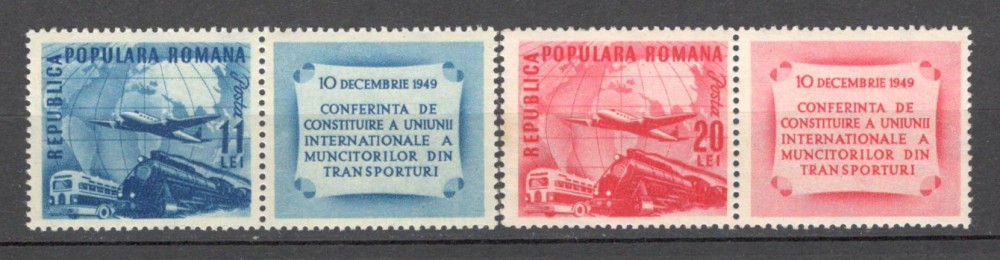 REPUBLICA
POPULARA ROMANA
Posta
11
LEI
10 DECEMBRIE 1949
CONFERINTA DE
CONSTITUIRE A UNIUNII
INTERNATIONALE A
MUNCITORILOR DIN
TRANSPORTURI
REPUBLICA
POPULARA ROMANA
Posta
20
LEI
10 DECEMBRIE 1949
CONFERINTA DE
CONSTITUIRE A UNIUNII
INTERNATIONALE A
MUNCITORILOR DIN
TRANSPORTURI